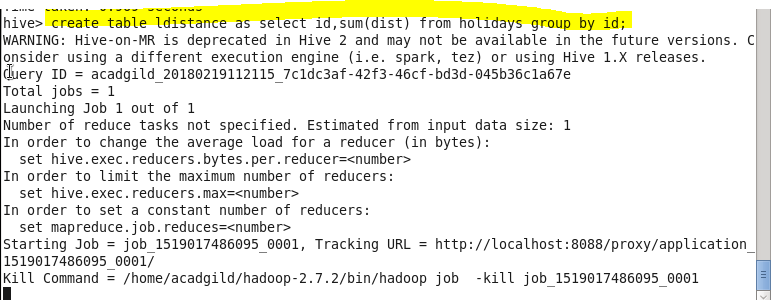 Time taken: 0.365 seconds
hive> create table ldistance as select id,sum(dist) from holidays group by id;
WARNING: Hive-on-MR is deprecated in Hive 2 and may not be available in the future versions. C
onsider using a different execution engine (i.e. spark, tez) or using Hive 1.X releases.
Query ID = acadgild_20180219112115_7c1dc3af-42f3-46cf-bd3d-045b36c1a67e
Total jobs = 1
Launching Job 1 out of 1
Number of reduce tasks not specified. Estimated from input data size: 1
In order to change the average load for a reducer (in bytes):
  set hive.exec.reducers.bytes.per.reducer=<number>
In order to limit the maximum number of reducers:
  set hive.exec.reducers.max=<number>
In order to set a constant number of reducers:
  set mapreduce.job.reduces=<number>
Starting Job = job_1519017486095_0001, Tracking URL = http://localhost:8088/proxy/application_
1519017486095_0001/
Kill Command = /home/acadgild/hadoop-2.7.2/bin/hadoop job  -kill job_1519017486095_0001